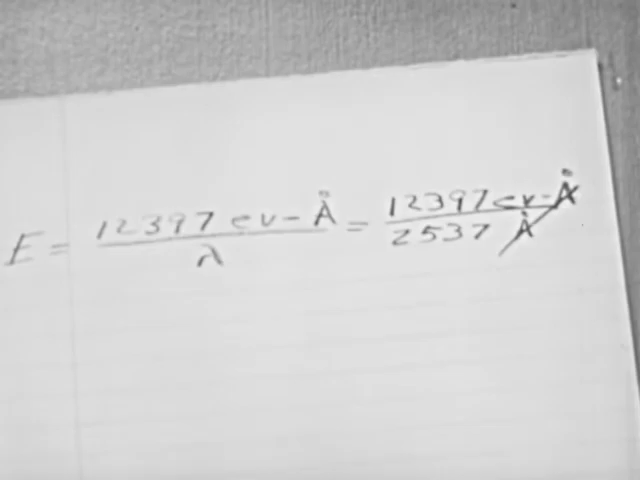 E = 12397 ev-Å / λ = 12397 ev-Å / 2537 Å